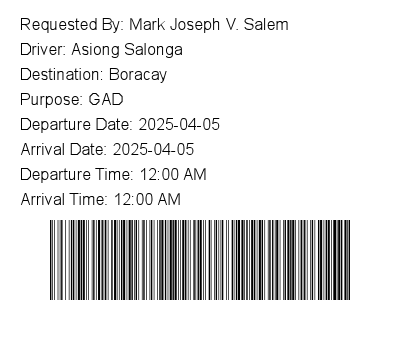 Requested By: Mark Joseph V. Salem
Driver: Asiong Salonga
Destination: Boracay
Purpose: GAD
Departure Date: 2025-04-05
Arrival Date: 2025-04-05
Departure Time: 12:00 AM
Arrival Time: 12:00 AM